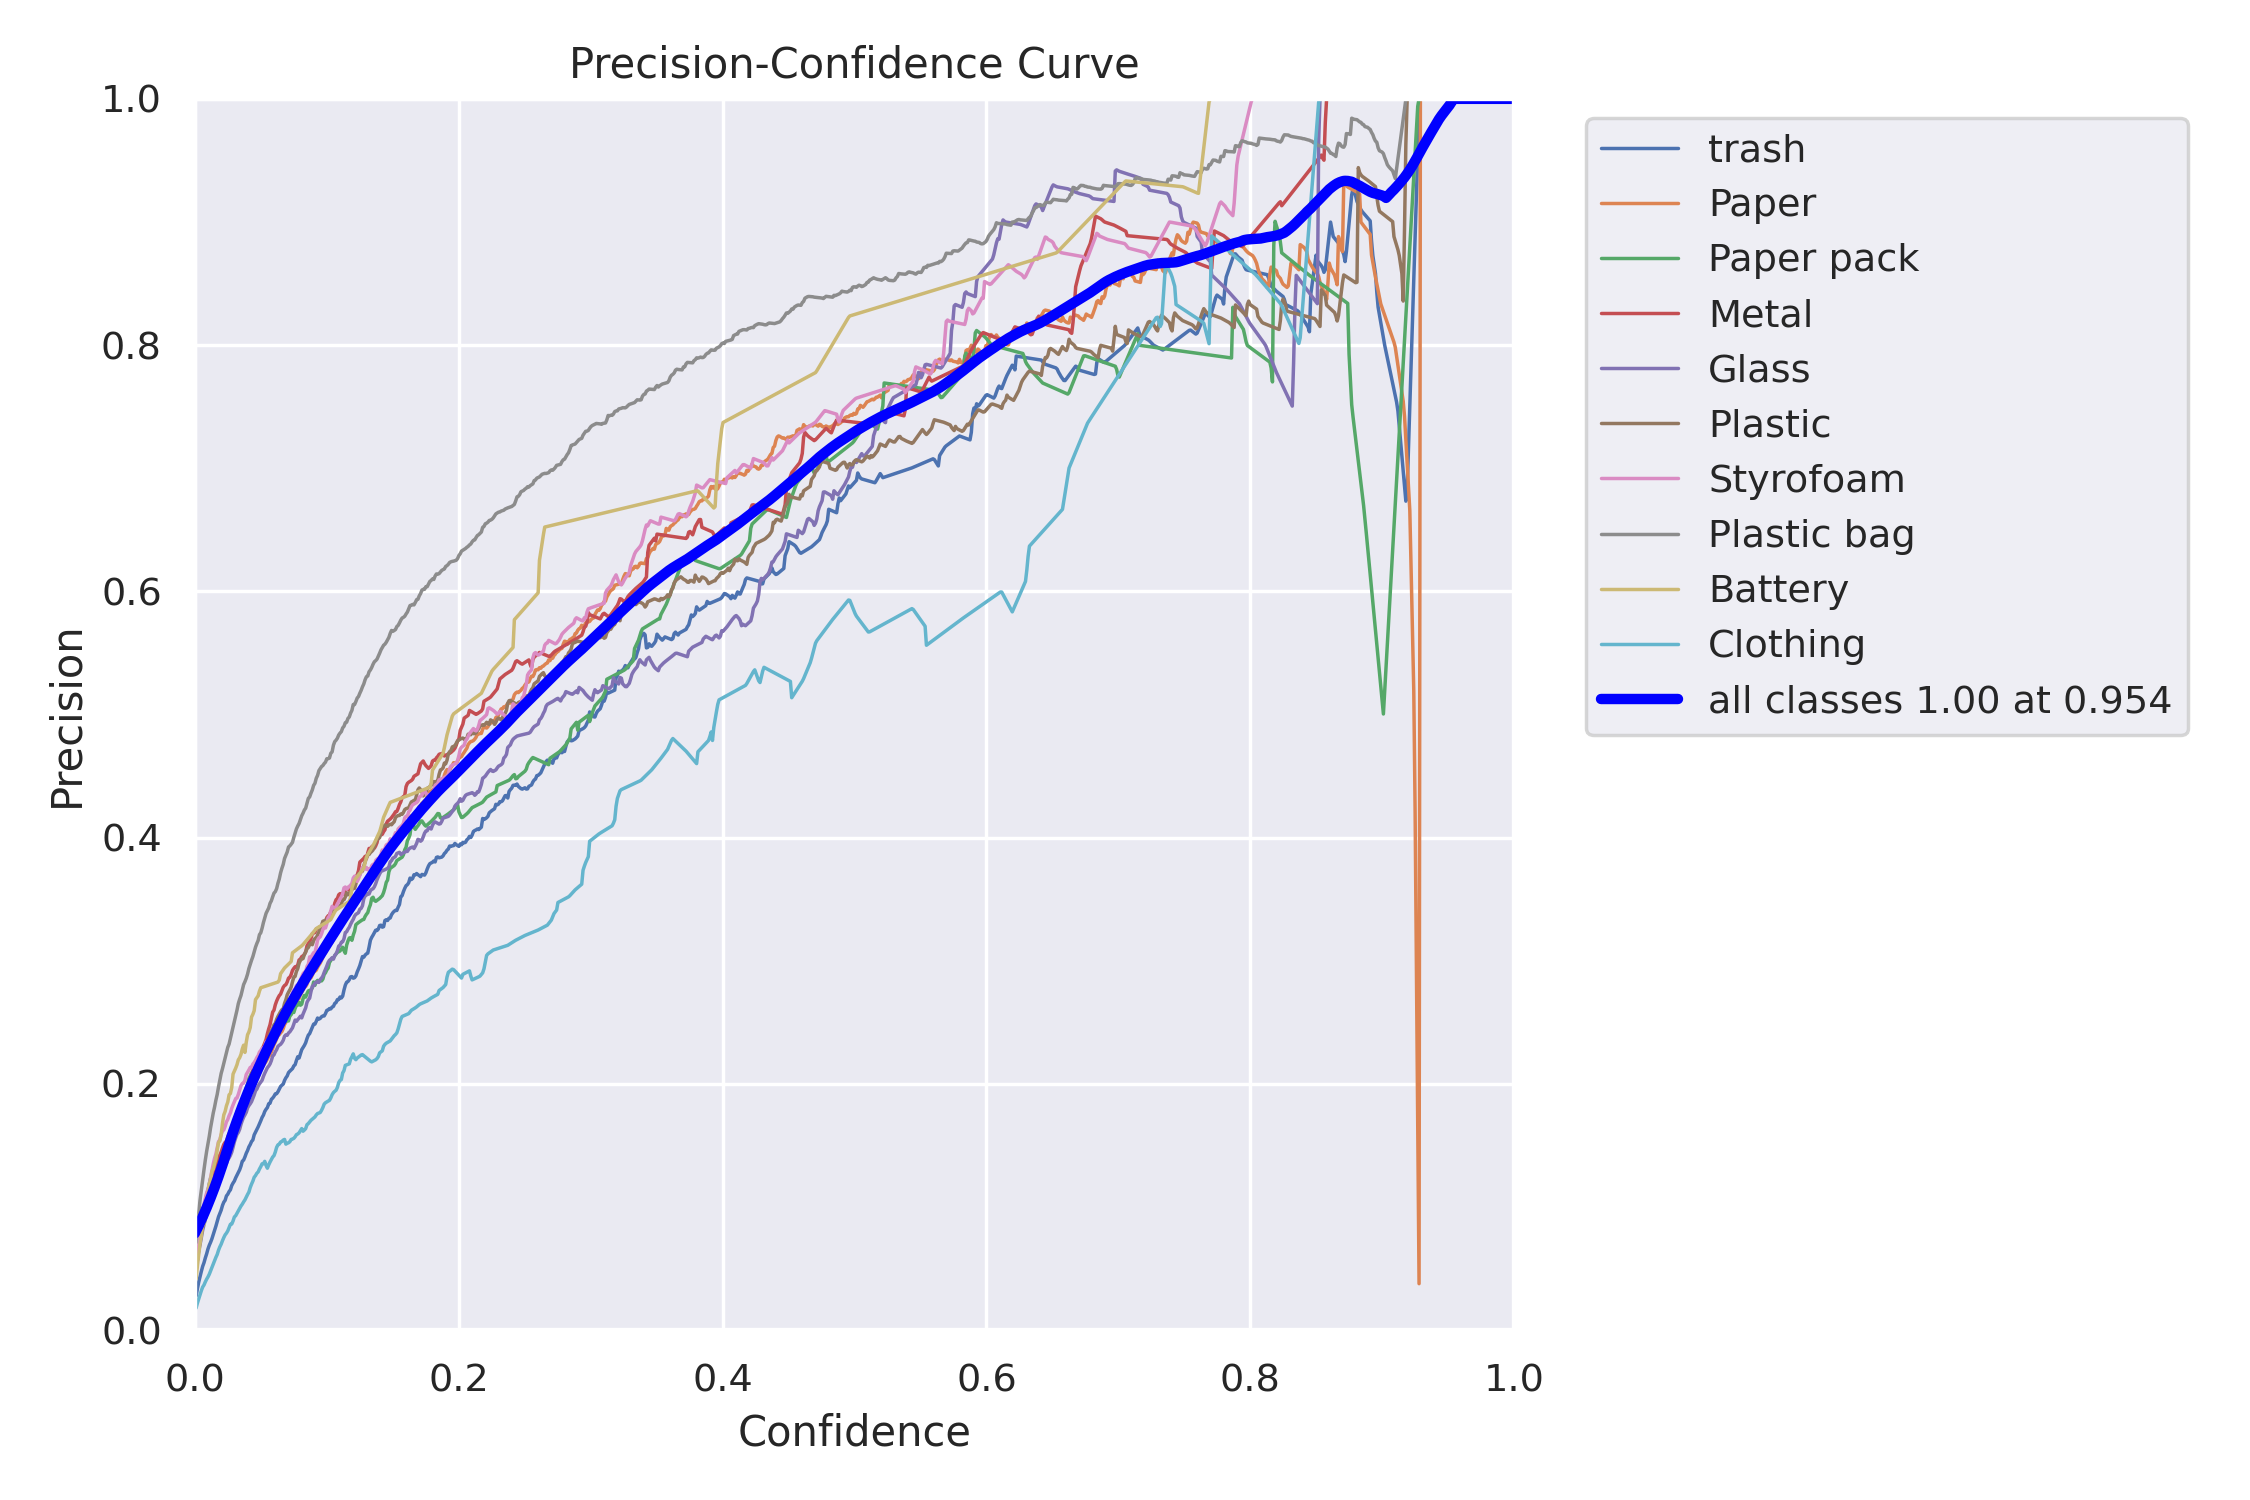 Precision-Confidence Curve
1.0
0.8
0.6
0.4
0.2
0.0
Precision
0.0 0.2 0.4 0.6 0.8 1.0
Confidence
trash
Paper
Paper pack
Metal
Glass
Plastic
Styrofoam
Plastic bag
Battery
Clothing
all classes 1.00 at 0.954